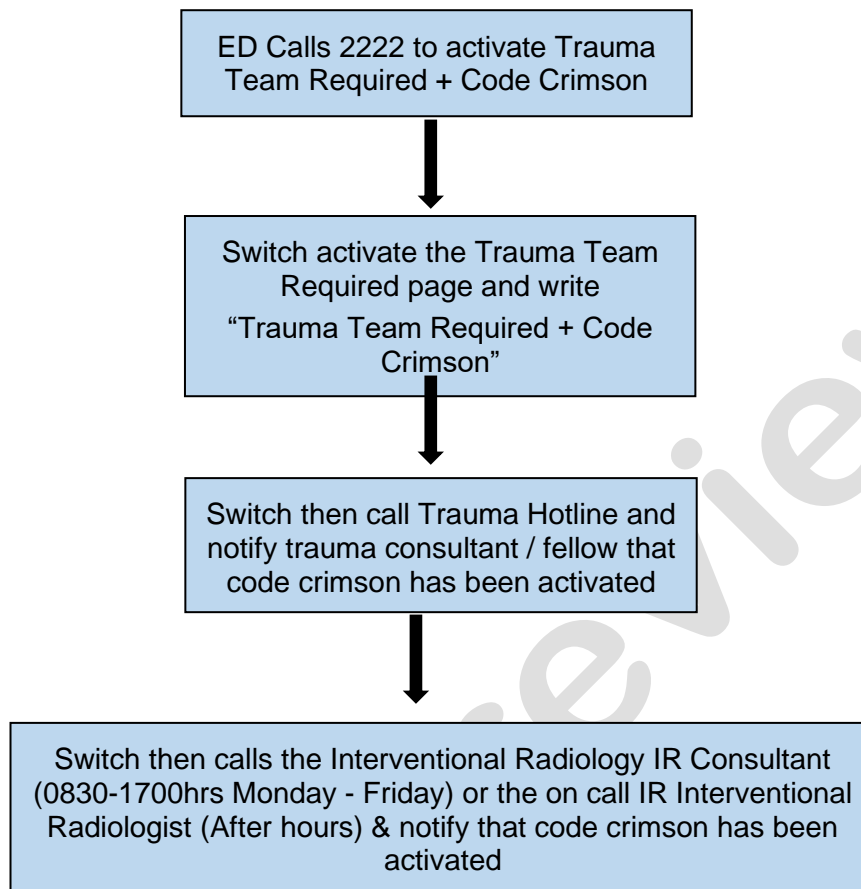 ED Calls 2222 to activate Trauma
Team Required + Code Crimson
Switch activate the Trauma Team
Required page and write
“Trauma Team Required + Code
Crimson”
Switch then call Trauma Hotline and
notify trauma consultant / fellow that
code crimson has been activated
Switch then calls the Interventional Radiology IR Consultant
(0830-1700hrs Monday - Friday) or the on call IR Interventional
Radiologist (After hours) & notify that code crimson has been
activated